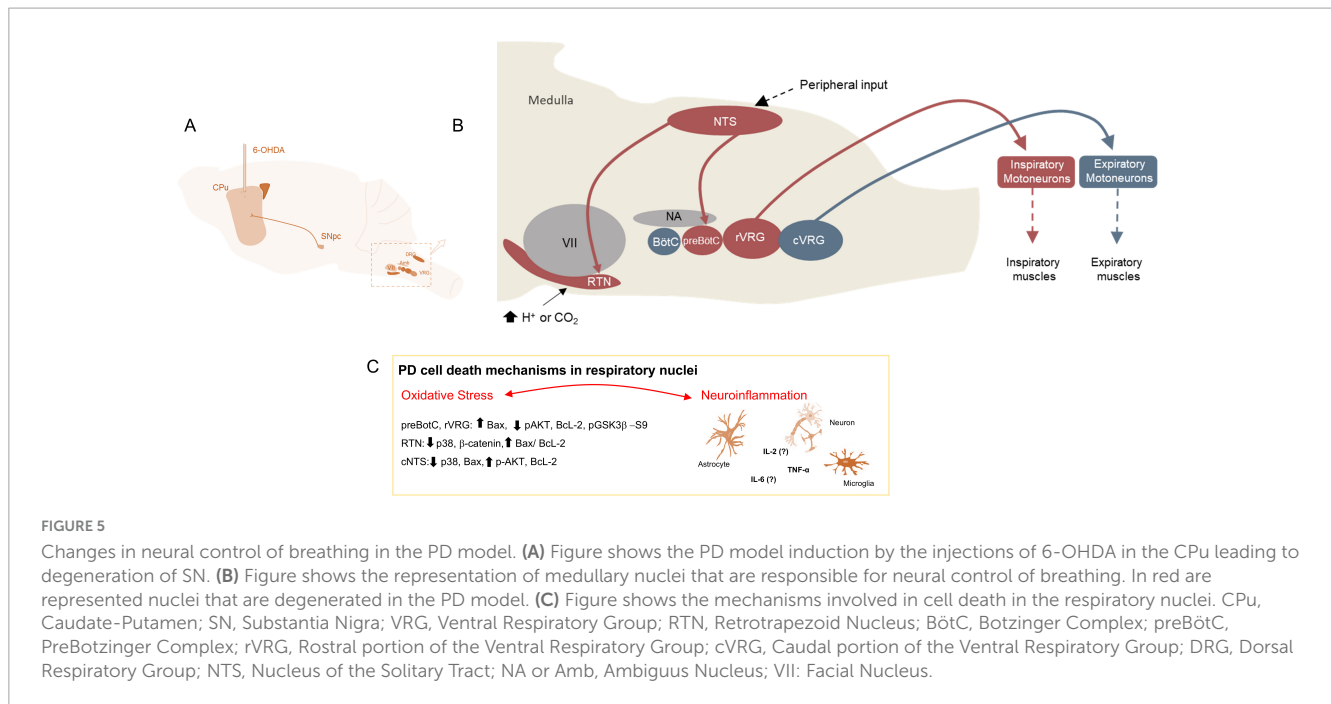 A
6-OHDA
CPu
SNpc
DRG
VII
Amb
VRG
B
Medulla
Peripheral input
NTS
NA
VII
BötC
preBötC
rVRG
cVRG
RTN
⬆ H⁺ or CO₂
Inspiratory
Motoneurons
Expiratory
Motoneurons
Inspiratory
muscles
Expiratory
muscles
C
PD cell death mechanisms in respiratory nuclei
Oxidative Stress
Neuroinflammation
preBotC, rVRG: ⬆ Bax, ⬇ pAKT, BcL-2, pGSK3β –S9
RTN:⬇ p38, β-catenin,⬆ Bax/ BcL-2
cNTS:⬇ p38, Bax,⬆ p-AKT, BcL-2
Neuron
IL-2 (?)
Astrocyte
TNF-α
IL-6 (?)
Microglia
FIGURE 5
Changes in neural control of breathing in the PD model. (A) Figure shows the PD model induction by the injections of 6-OHDA in the CPu leading to
degeneration of SN. (B) Figure shows the representation of medullary nuclei that are responsible for neural control of breathing. In red are
represented nuclei that are degenerated in the PD model. (C) Figure shows the mechanisms involved in cell death in the respiratory nuclei. CPu,
Caudate-Putamen; SN, Substantia Nigra; VRG, Ventral Respiratory Group; RTN, Retrotrapezoid Nucleus; BötC, Botzinger Complex; preBötC,
PreBotzinger Complex; rVRG, Rostral portion of the Ventral Respiratory Group; cVRG, Caudal portion of the Ventral Respiratory Group; DRG, Dorsal
Respiratory Group; NTS, Nucleus of the Solitary Tract; NA or Amb, Ambiguus Nucleus; VII: Facial Nucleus.